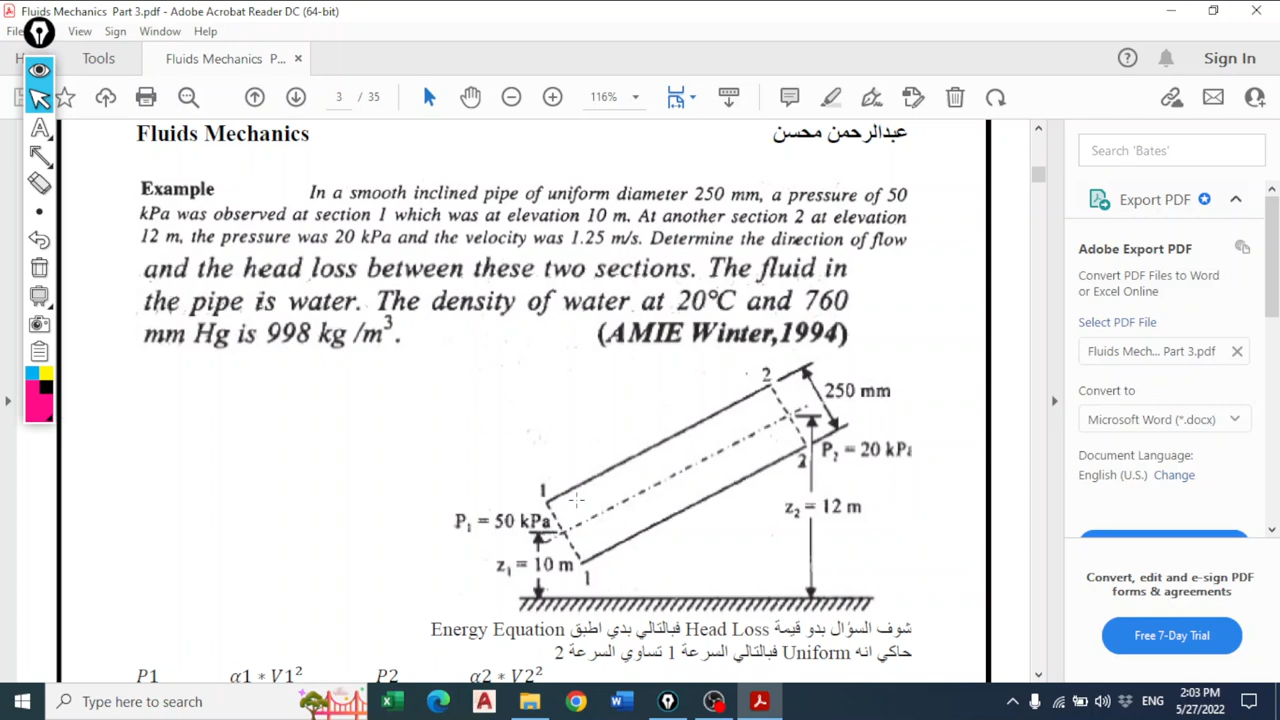 Fluids Mechanics Part 3.pdf - Adobe Acrobat Reader DC (64-bit)
View Sign Window Help
Tools
Fluids Mechanics P...
Sign In
3 / 35
116%
Fluids Mechanics
عبدالرحمن محسن
Example In a smooth inclined pipe of uniform diameter 250 mm, a pressure of 50
kPa was observed at section 1 which was at elevation 10 m. At another section 2 at elevation
12 m, the pressure was 20 kPa and the velocity was 1.25 m/s. Determine the direction of flow
and the head loss between these two sections. The fluid in
the pipe is water. The density of water at 20°C and 760
mm Hg is 998 kg /m³.
(AMIE Winter,1994)
2
250 mm
2
P₂ = 20 kPa
1
P₁ = 50 kPa
z₂ = 12 m
z₁ = 10 m
1
شوف السؤال بدو قيمة Head Loss فبالتالي بدي اطبق Energy Equation
حاكي انه Uniform فبالتالي السرعة 1 تساوي السرعة 2
P1 α1 ∗ V1² P2 α2 ∗ V2²
Search 'Bates'
Export PDF
Adobe Export PDF
Convert PDF Files to Word
or Excel Online
Select PDF File
Fluids Mech... Part 3.pdf
Convert to
Microsoft Word (*.docx)
Document Language:
English (U.S.) Change
Convert, edit and e-sign PDF
forms & agreements
Free 7-Day Trial
Type here to search
ENG
2:03 PM
5/27/2022